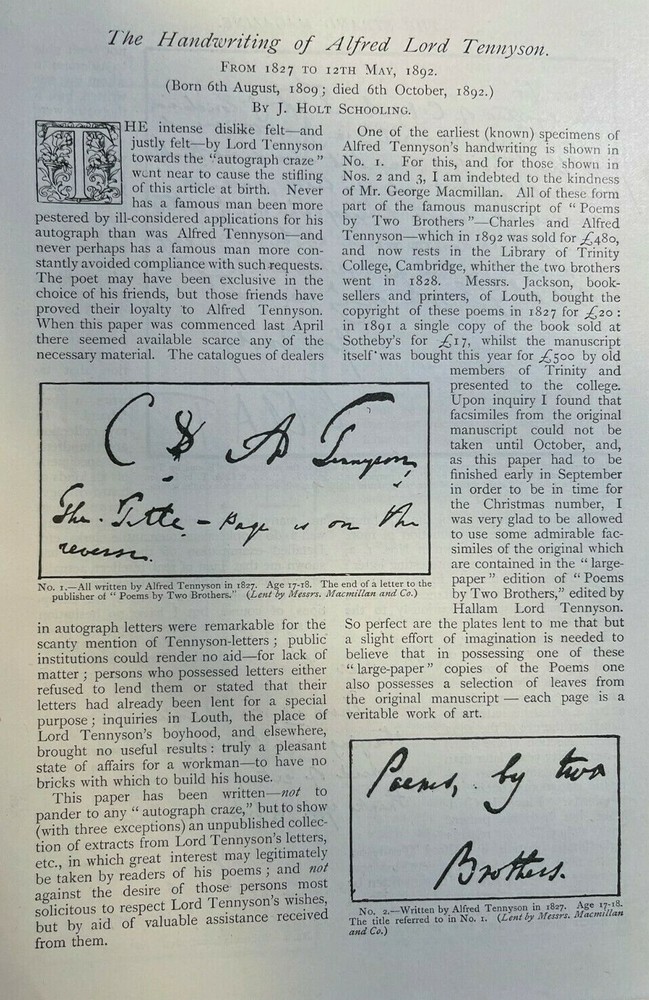 The Handwriting of Alfred Lord Tennyson.
From 1827 to 12th May, 1892.
(Born 6th August, 1809; died 6th October, 1892.)
By J. Holt Schooling.
THE intense dislike felt—and
justly felt—by Lord Tennyson
towards the "autograph craze"
went near to cause the stifling
of this article at birth. Never
has a famous man been more
pestered by ill-considered applications for his
autograph than was Alfred Tennyson—and
never perhaps has a famous man more con-
stantly avoided compliance with such requests.
The poet may have been exclusive in the
choice of his friends, but those friends have
proved their loyalty to Alfred Tennyson.
When this paper was commenced last April
there seemed available scarce any of the
necessary material. The catalogues of dealers
C & A Tennyson
The Title-Page is on the
reverse.
No. 1.—All written by Alfred Tennyson in 1827. Age 17-18. The end of a letter to the
publisher of "Poems by Two Brothers." (Lent by Messrs. Macmillan and Co.)
in autograph letters were remarkable for the
scanty mention of Tennyson-letters; public
institutions could render no aid—for lack of
matter; persons who possessed letters either
refused to lend them or stated that their
letters had already been lent for a special
purpose; inquiries in Louth, the place of
Lord Tennyson's boyhood, and elsewhere,
brought no useful results: truly a pleasant
state of affairs for a workman—to have no
bricks with which to build his house.
This paper has been written—not to
pander to any "autograph craze," but to show
(with three exceptions) an unpublished collec-
tion of extracts from Lord Tennyson's letters,
etc., in which great interest may legitimately
be taken by readers of his poems; and not
against the desire of those persons most
solicitous to respect Lord Tennyson's wishes,
but by aid of valuable assistance received
from them.
One of the earliest (known) specimens of
Alfred Tennyson's handwriting is shown in
No. 1. For this, and for those shown in
Nos. 2 and 3, I am indebted to the kindness
of Mr. George Macmillan. All of these form
part of the famous manuscript of "Poems
by Two Brothers"—Charles and Alfred
Tennyson—which in 1892 was sold for £480,
and now rests in the Library of Trinity
College, Cambridge, whither the two brothers
went in 1828. Messrs. Jackson, book-
sellers and printers, of Louth, bought the
copyright of these poems in 1827 for £20:
in 1891 a single copy of the book sold at
Sotheby's for £17, whilst the manuscript
itself was bought this year for £500 by old
members of Trinity and
presented to the college.
Upon inquiry I found that
facsimiles from the original
manuscript could not be
taken until October, and,
as this paper had to be
finished early in September
in order to be in time for
the Christmas number, I
was very glad to be allowed
to use some admirable fac-
similes of the original which
are contained in the "large-
paper" edition of "Poems
by Two Brothers," edited by
Hallam Lord Tennyson.
So perfect are the plates lent to me that but
a slight effort of imagination is needed to
believe that in possessing one of these
"large-paper" copies of the Poems one
also possesses a selection of leaves from
the original manuscript—each page is a
veritable work of art.
Poems, by two
Brothers.
No. 2.—Written by Alfred Tennyson in 1827. Age 17-18.
The title referred to in No. 1. (Lent by Messrs. Macmillan
and Co.)